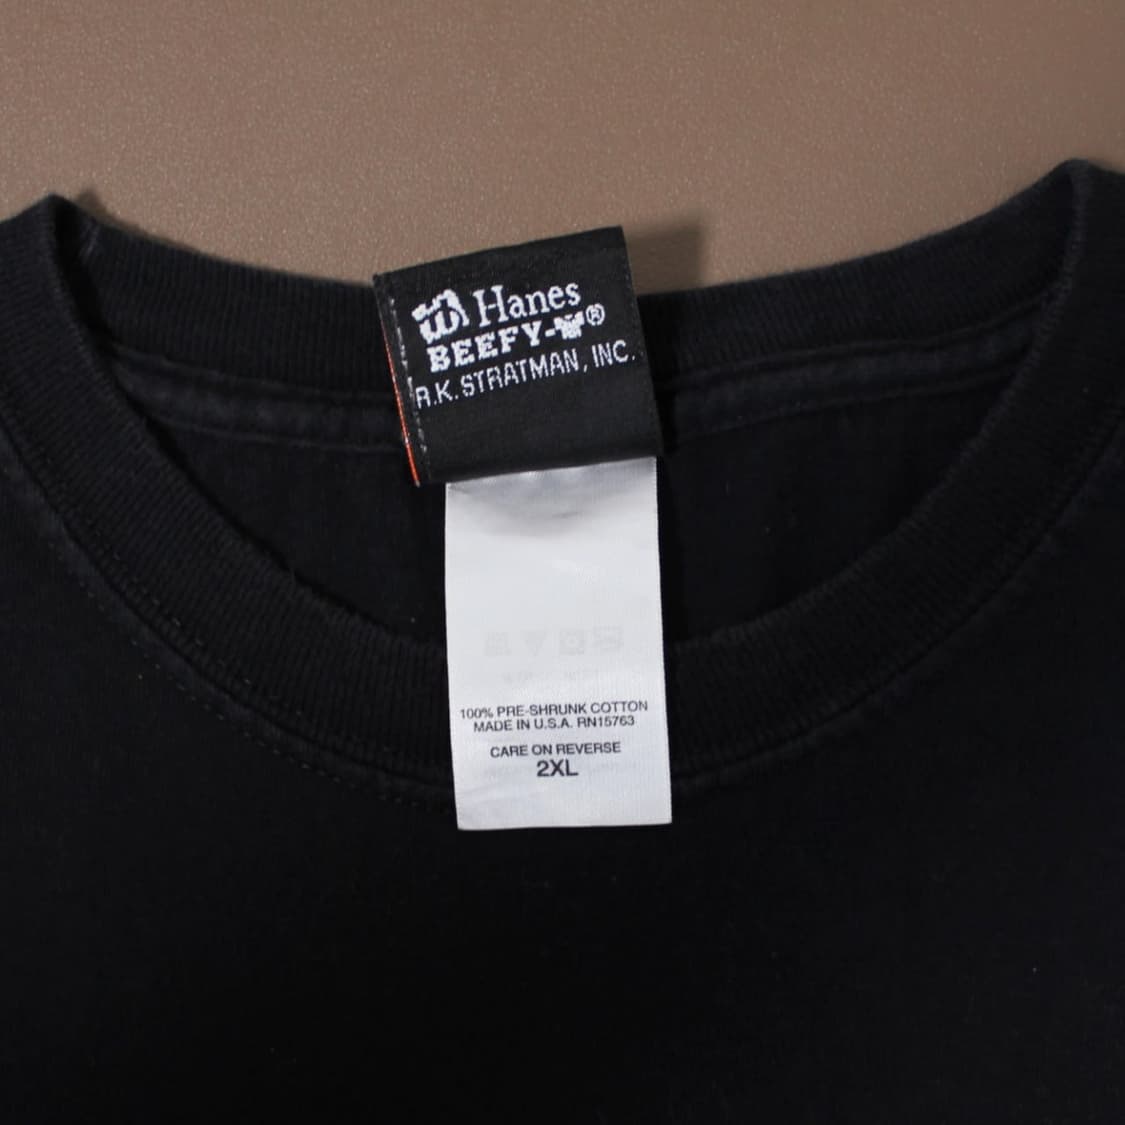 Hanes
BEEFY-T®
R.K. STRATMAN, INC.
100% PRE-SHRUNK COTTON
MADE IN U.S.A. RN15763
CARE ON REVERSE
2XL